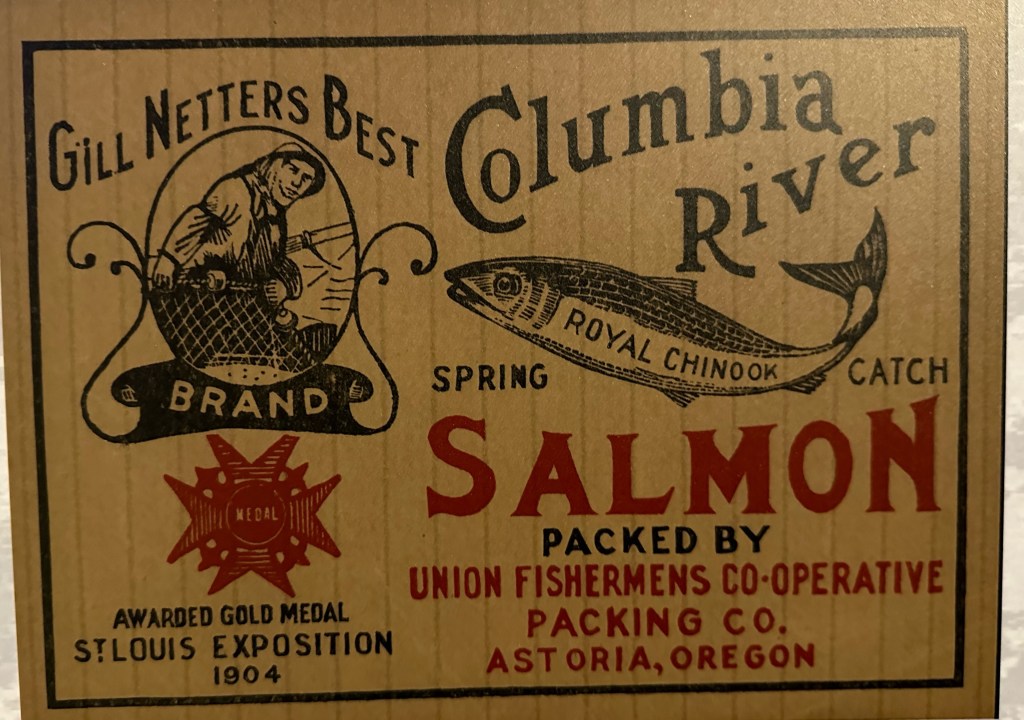 GILL NETTERS BEST
BRAND
MEDAL
AWARDED GOLD MEDAL
ST. LOUIS EXPOSITION
1904
Columbia
River
ROYAL CHINOOK
SPRING CATCH
SALMON
PACKED BY
UNION FISHERMENS CO-OPERATIVE
PACKING CO.
ASTORIA, OREGON